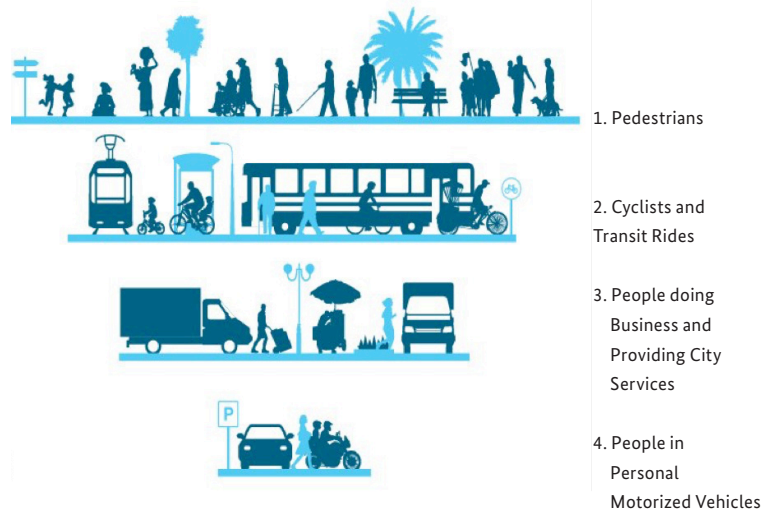 1. Pedestrians
2. Cyclists and
Transit Rides
3. People doing
Business and
Providing City
Services
P
4. People in
Personal
Motorized Vehicles